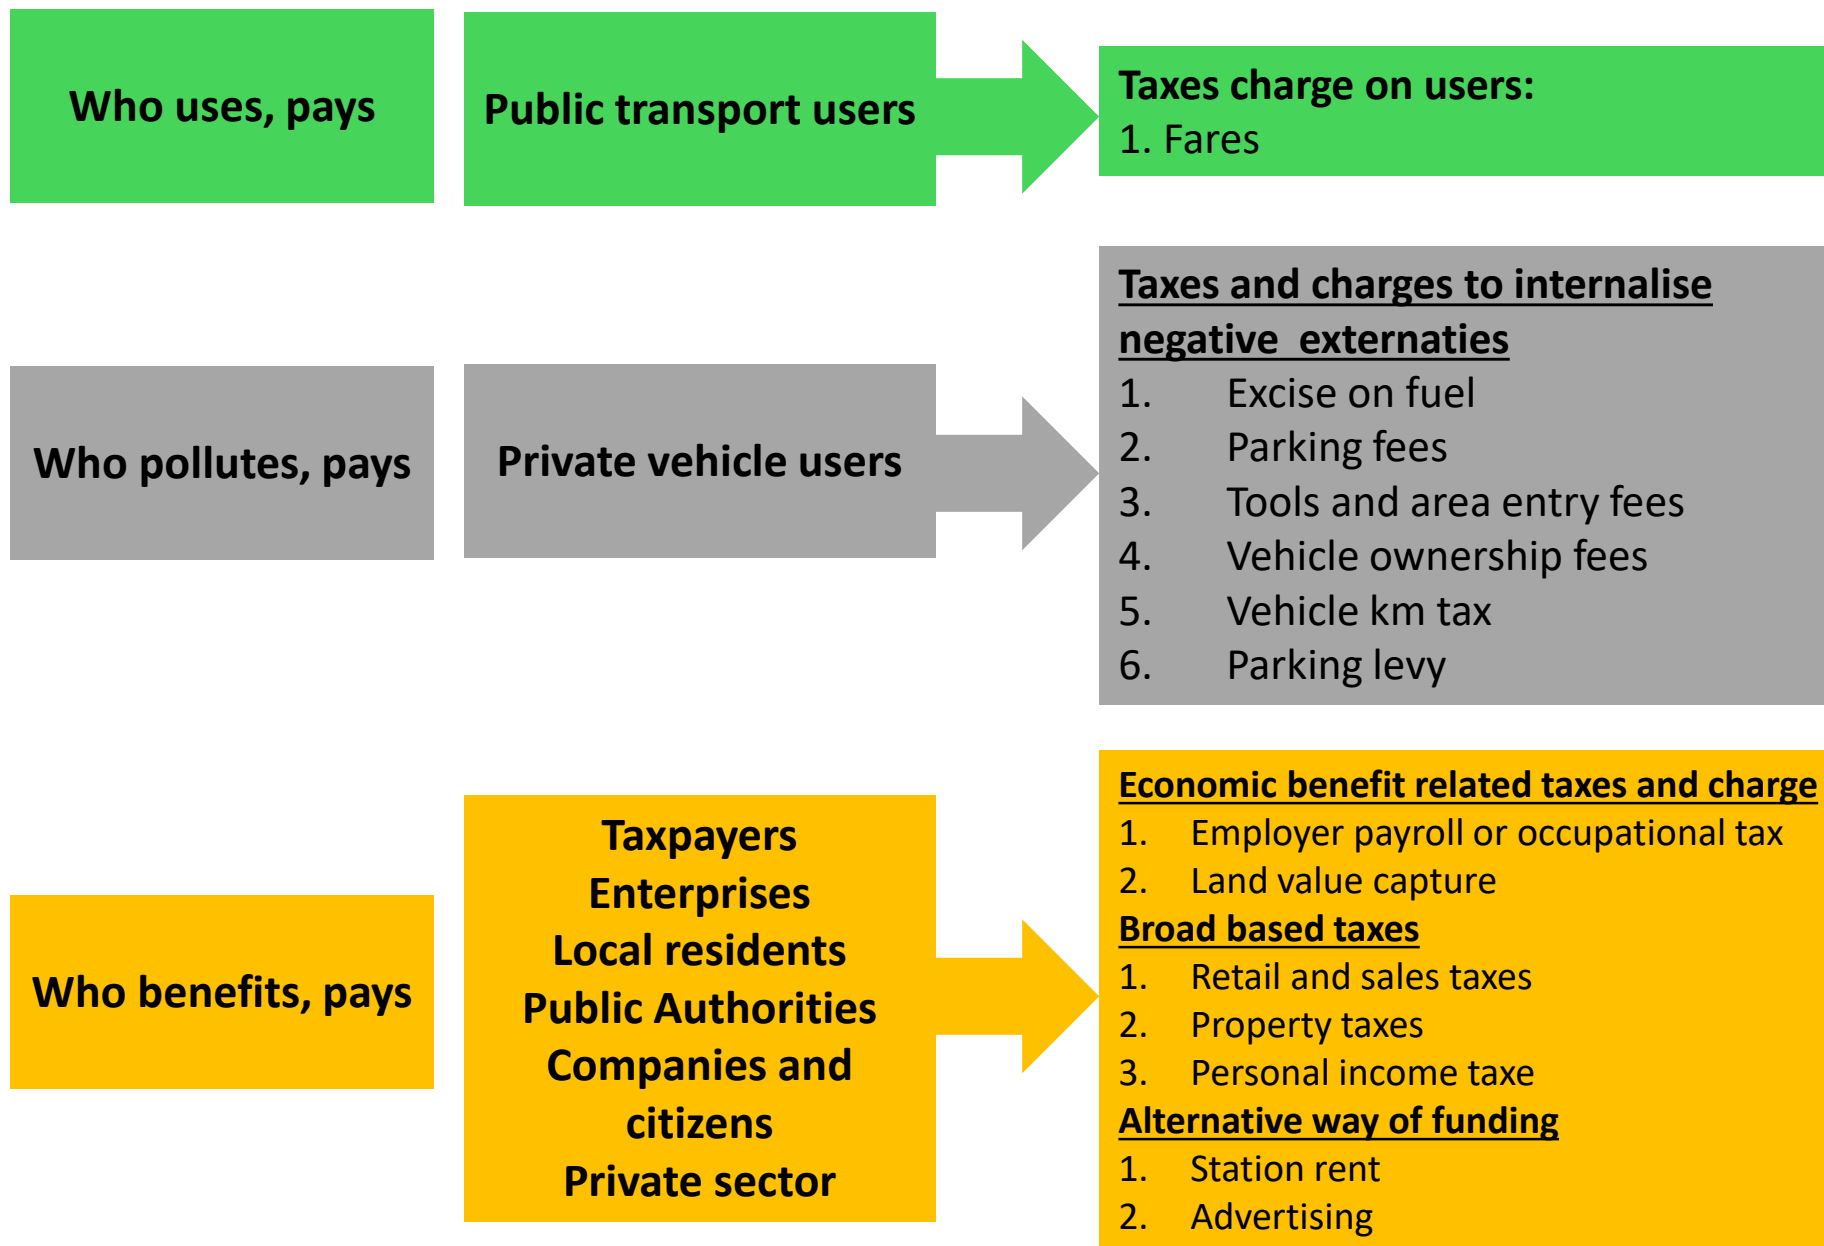 Who uses, pays
Public transport users
Taxes charge on users:
1. Fares
Who pollutes, pays
Private vehicle users
Taxes and charges to internalise
negative  externaties
1. Excise on fuel
2. Parking fees
3. Tools and area entry fees
4. Vehicle ownership fees
5. Vehicle km tax
6. Parking levy
Who benefits, pays
Taxpayers
Enterprises
Local residents
Public Authorities
Companies and
citizens
Private sector
Economic benefit related taxes and charge
1. Employer payroll or occupational tax
2. Land value capture
Broad based taxes
1. Retail and sales taxes
2. Property taxes
3. Personal income taxe
Alternative way of funding
1. Station rent
2. Advertising